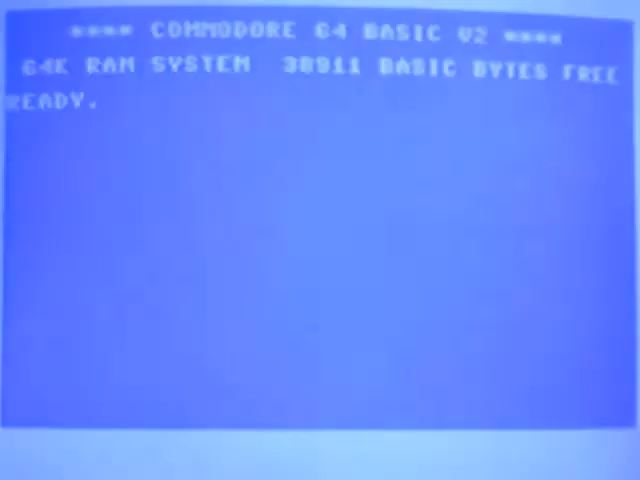 **** COMMODORE 64 BASIC V2 ****
64K RAM SYSTEM 38911 BASIC BYTES FREE
READY.